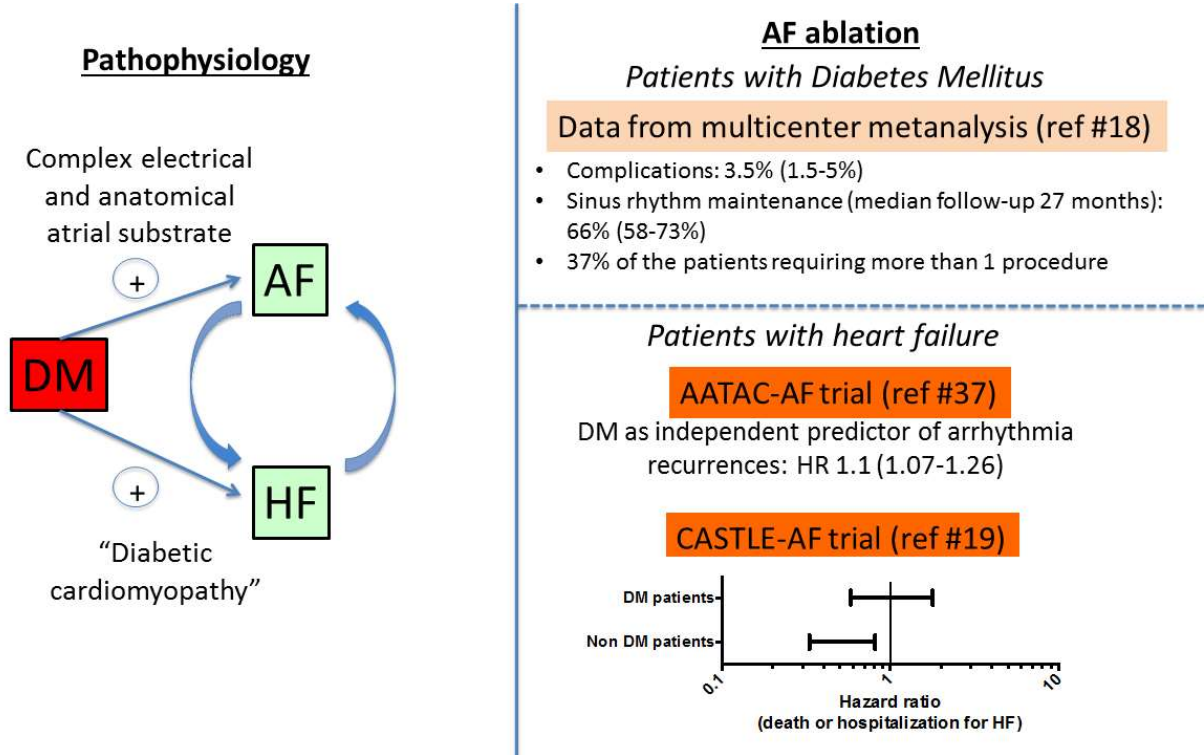 Pathophysiology
Complex electrical
and anatomical
atrial substrate
+
AF
DM
+
HF
“Diabetic
cardiomyopathy”
AF ablation
Patients with Diabetes Mellitus
Data from multicenter metanalysis (ref #18)
• Complications: 3.5% (1.5-5%)
• Sinus rhythm maintenance (median follow-up 27 months):
66% (58-73%)
• 37% of the patients requiring more than 1 procedure
Patients with heart failure
AATAC-AF trial (ref #37)
DM as independent predictor of arrhythmia
recurrences: HR 1.1 (1.07-1.26)
CASTLE-AF trial (ref #19)
DM patients
Non DM patients
0.1 1 10
Hazard ratio
(death or hospitalization for HF)